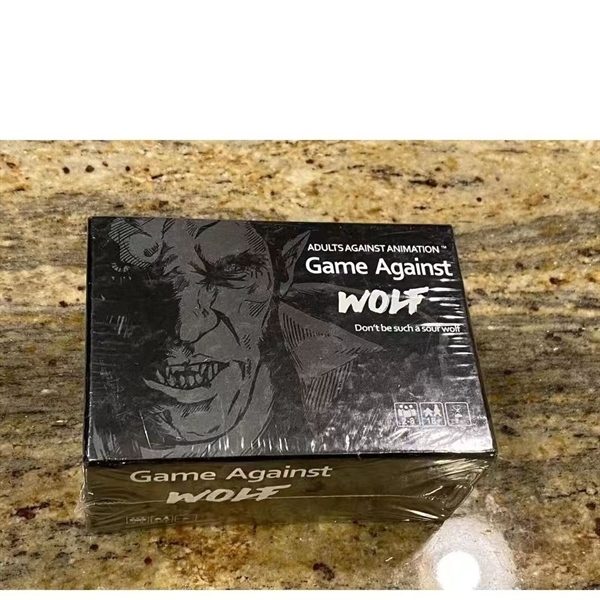 ADULTS AGAINST ANIMATION™
Game Against
WOLF
Don't be such a sour wolf
Game Against
WOLF